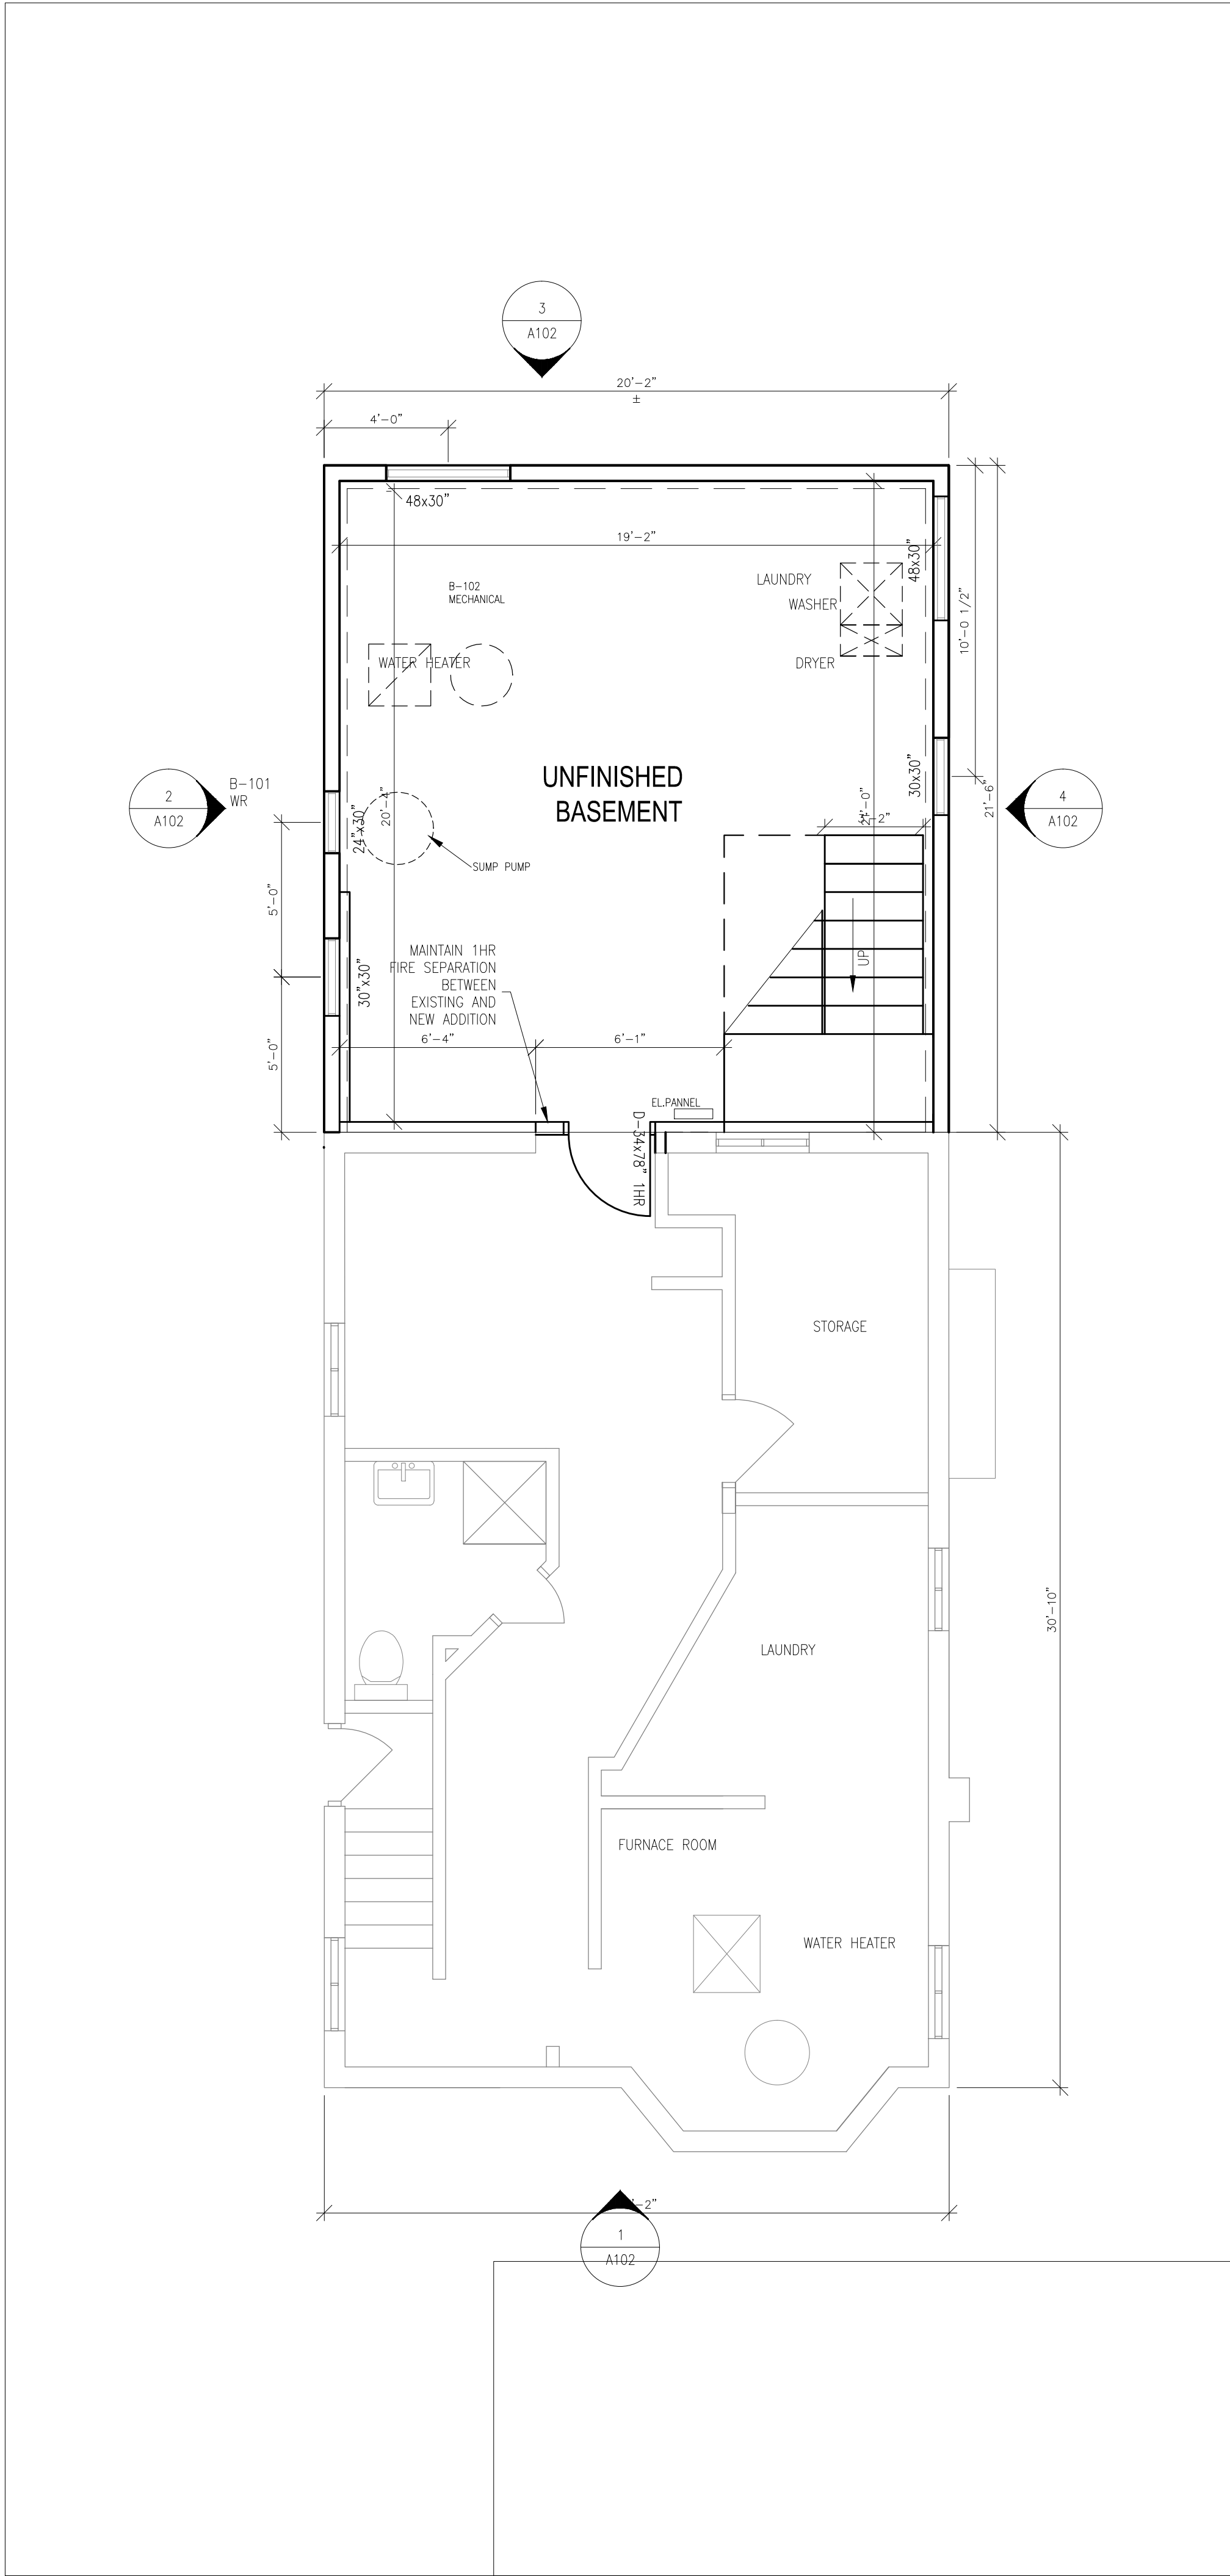 3
A102
20'-2"
±
4'-0"
48x30"
19'-2"
B-102
MECHANICAL
LAUNDRY
WASHER
DRYER
48x30"
10'-0 1/2"
WATER HEATER
UNFINISHED
BASEMENT
2
A102
B-101
WR
24"x30"
20'-4"
SUMP PUMP
30x30"
21'-6"
4
A102
5'-0"
5'-0"
30"x30"
MAINTAIN 1HR
FIRE SEPARATION
BETWEEN
EXISTING AND
NEW ADDITION
UP
6'-4"
6'-1"
EL.PANNEL
D-34x78" 1HR
STORAGE
30'-10"
LAUNDRY
FURNACE ROOM
WATER HEATER
1
A102